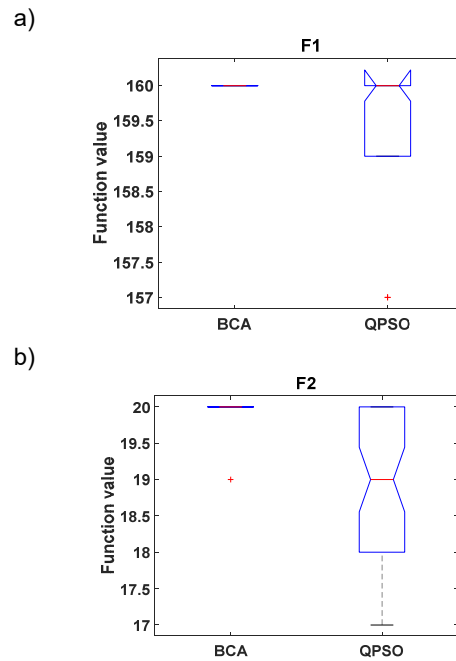 a)
F1
Function value
160
159.5
159
158.5
158
157.5
157
BCA QPSO
b)
F2
Function value
20
19.5
19
18.5
18
17.5
17
BCA QPSO